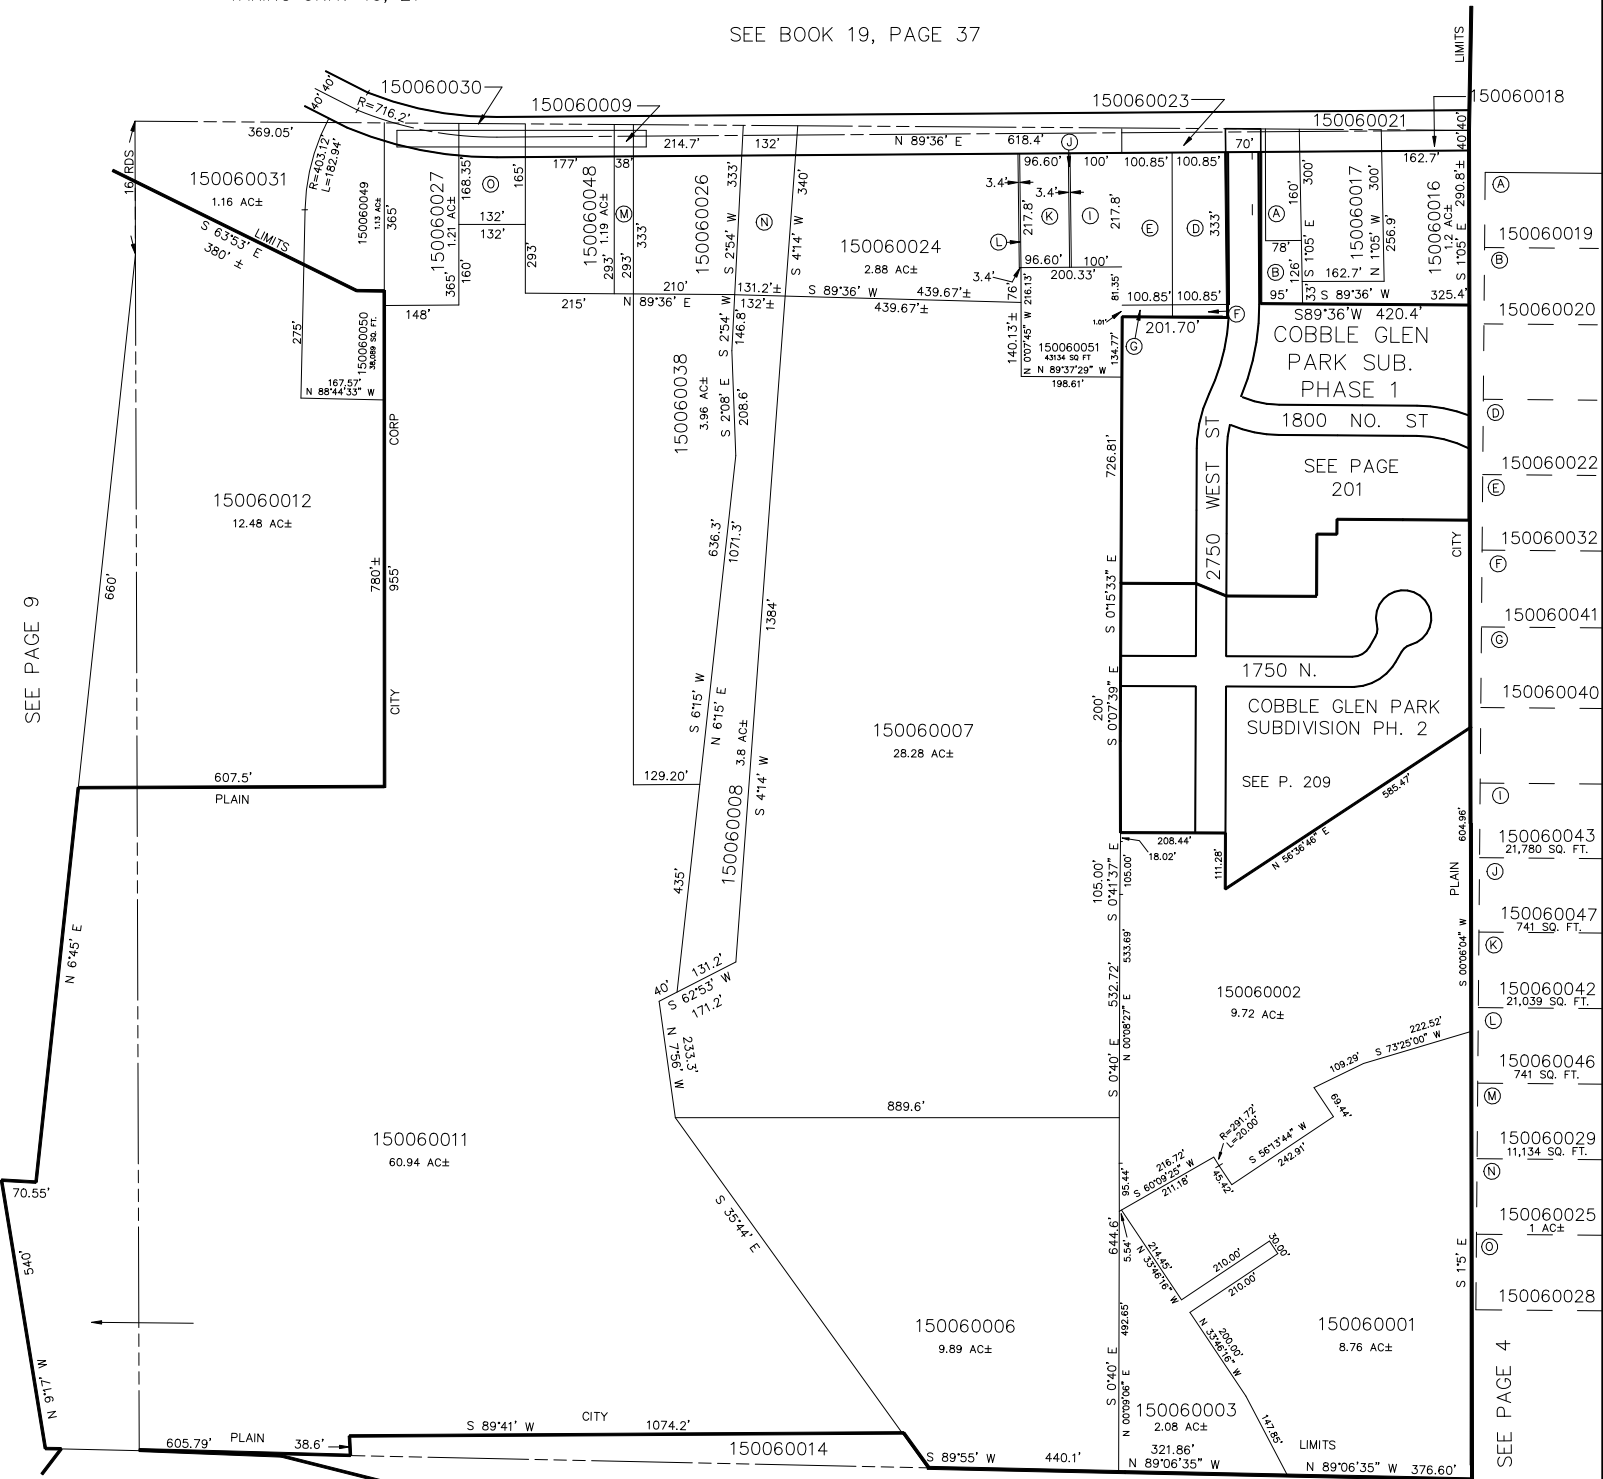 SEE BOOK 19, PAGE 37
LIMITS
150060030
150060009
150060023
150060018
150060021
40' 40'
40' 40'
R=716.2'
369.05'
16 RDS
214.7'
132'
N 89°36' E
618.4'
J
70'
162.7'
R=403.12'
L=182.94'
150060031
1.16 AC±
150060049
1.13 AC±
365'
150060027
1.21 AC±
168.35'
O
165'
132'
132'
177'
150060048
1.19 AC±
38'
M
333'
293'
293'
293'
150060026
333'
S 2°54' W
N
340'
S 4°14' W
150060024
2.88 AC±
3.4'
3.4'
96.60'
100'
217.8'
K
I
217.8'
L
96.60'
100'
3.4'
200.33'
100.85'
100.85'
E
D
333'
100.85'
100.85'
F
201.70'
G
1.01'
81.35'
A
160'
300'
78'
B
126'
95'
33'
S 1°05' E
150060017
300'
N 1°05' W
256.9'
162.7'
S 89°36' W
325.4'
150060016
1.2 AC±
290.8'±
S 1°05' E
S 63°53' E
380' ±
LIMITS
275'
150060050
38,089 SQ. FT.
167.57'
N 88°44'33" W
148'
365'
160'
215'
N 89°36' E
210'
131.2'±
132'±
S 89°36' W
439.67'±
439.67'±
76'
216.13'
140.13'±
N 0°07'45" W
150060051
43134 SQ FT
N 89°37'29" W
198.61'
134.77'
S89°36'W 420.4'
COBBLE GLEN
PARK SUB.
PHASE 1
1800 NO. ST
SEE PAGE
201
2750 WEST ST
CITY
150060038
3.96 AC±
S 2°54' W
146.8'
S 2°08' E
208.6'
CORP
150060012
12.48 AC±
780'±
955'
CITY
660'
SEE PAGE 9
636.3'
1071.3'
S 6°15' W
N 6°15' E
1384'
S 4°14' W
150060008
3.8 AC±
129.20'
150060007
28.28 AC±
726.81'
S 0°15'33" E
200'
S 0°07'39" E
1750 N.
COBBLE GLEN PARK
SUBDIVISION PH. 2
SEE P. 209
607.5'
PLAIN
435'
208.44'
18.02'
111.28'
585.47'
N 56°36'46" E
604.96'
PLAIN
S 00°06'04" W
105.00'
S 0°41'37" E
105.00'
533.69'
532.72'
N 00°08'27" E
S 0°40' E
N 6°45' E
40'
131.2'
S 62°53' W
171.2'
233.3'
N 7°56' W
889.6'
150060002
9.72 AC±
222.52'
S 73°25'00" W
109.29'
69.44'
S 56°13'44" W
242.91'
R=291.72'
L=20.00'
216.72'
S 60°09'25" W
211.18'
45.42'
95.44'
150060011
60.94 AC±
70.55'
540'
N 9°17' W
S 35°44' E
644.6'
5.54'
214.45'
N 33°46'16" W
210.00'
30.00'
210.00'
200.00'
N 33°46'16" W
147.85'
492.65'
S 0°40' E
N 00°09'06" E
S 1°5' E
150060006
9.89 AC±
150060001
8.76 AC±
150060003
2.08 AC±
321.86'
N 89°06'35" W
LIMITS
N 89°06'35" W 376.60'
605.79'
PLAIN
38.6'
S 89°41' W
CITY
1074.2'
150060014
S 89°55' W
440.1'
A
150060019
B
150060020
D
150060022
E
150060032
F
150060041
G
150060040
I
150060043
21,780 SQ. FT.
J
150060047
741 SQ. FT.
K
150060042
21,039 SQ. FT.
L
150060046
741 SQ. FT.
M
150060029
11,134 SQ. FT.
N
150060025
1 AC±
O
150060028
SEE PAGE 4